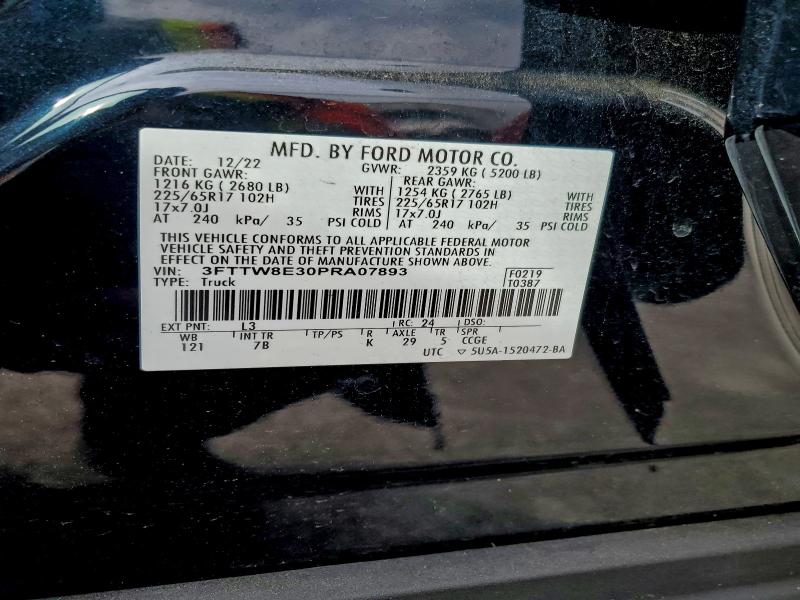 MFD. BY FORD MOTOR CO.
DATE: 12/22 GVWR: 2359 KG ( 5200 LB)
FRONT GAWR: REAR GAWR:
1216 KG ( 2680 LB) WITH 1254 KG ( 2765 LB) WITH
225/65R17 102H TIRES 225/65R17 102H TIRES
17x7.0J RIMS 17x7.0J RIMS
AT 240 kPa/ 35 PSI COLD AT 240 kPa/ 35 PSI COLD
THIS VEHICLE CONFORMS TO ALL APPLICABLE FEDERAL MOTOR
VEHICLE SAFETY AND THEFT PREVENTION STANDARDS IN
EFFECT ON THE DATE OF MANUFACTURE SHOWN ABOVE.
VIN: 3FTTW8E30PRA07893 F0219
TYPE: Truck T0387
EXT PNT: L3 RC: 24 DSO:
WB INT TR TP/PS R AXLE TR SPR
121 7B K 29 5 CCGE
UTC ▽ 5U5A-1520472-BA